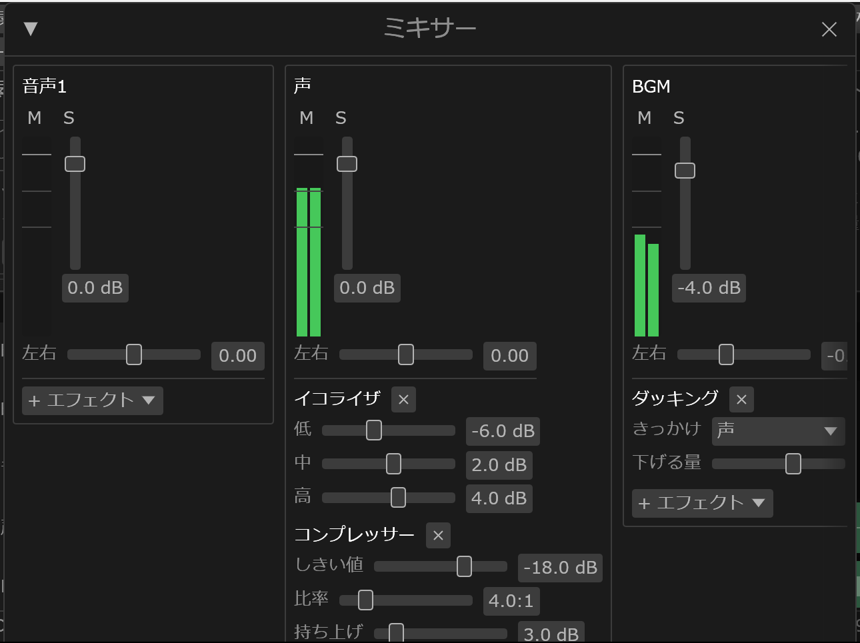 ▼ ミキサー ×
音声1
M S
0.0 dB
左右 0.00
+ エフェクト ▼
声
M S
0.0 dB
左右 0.00
イコライザ ×
低 -6.0 dB
中 2.0 dB
高 4.0 dB
コンプレッサー ×
しきい値 -18.0 dB
比率 4.0:1
持ち上げ 3.0 dB
BGM
M S
-4.0 dB
左右 -0
ダッキング ×
きっかけ 声 ▼
下げる量
+ エフェクト ▼